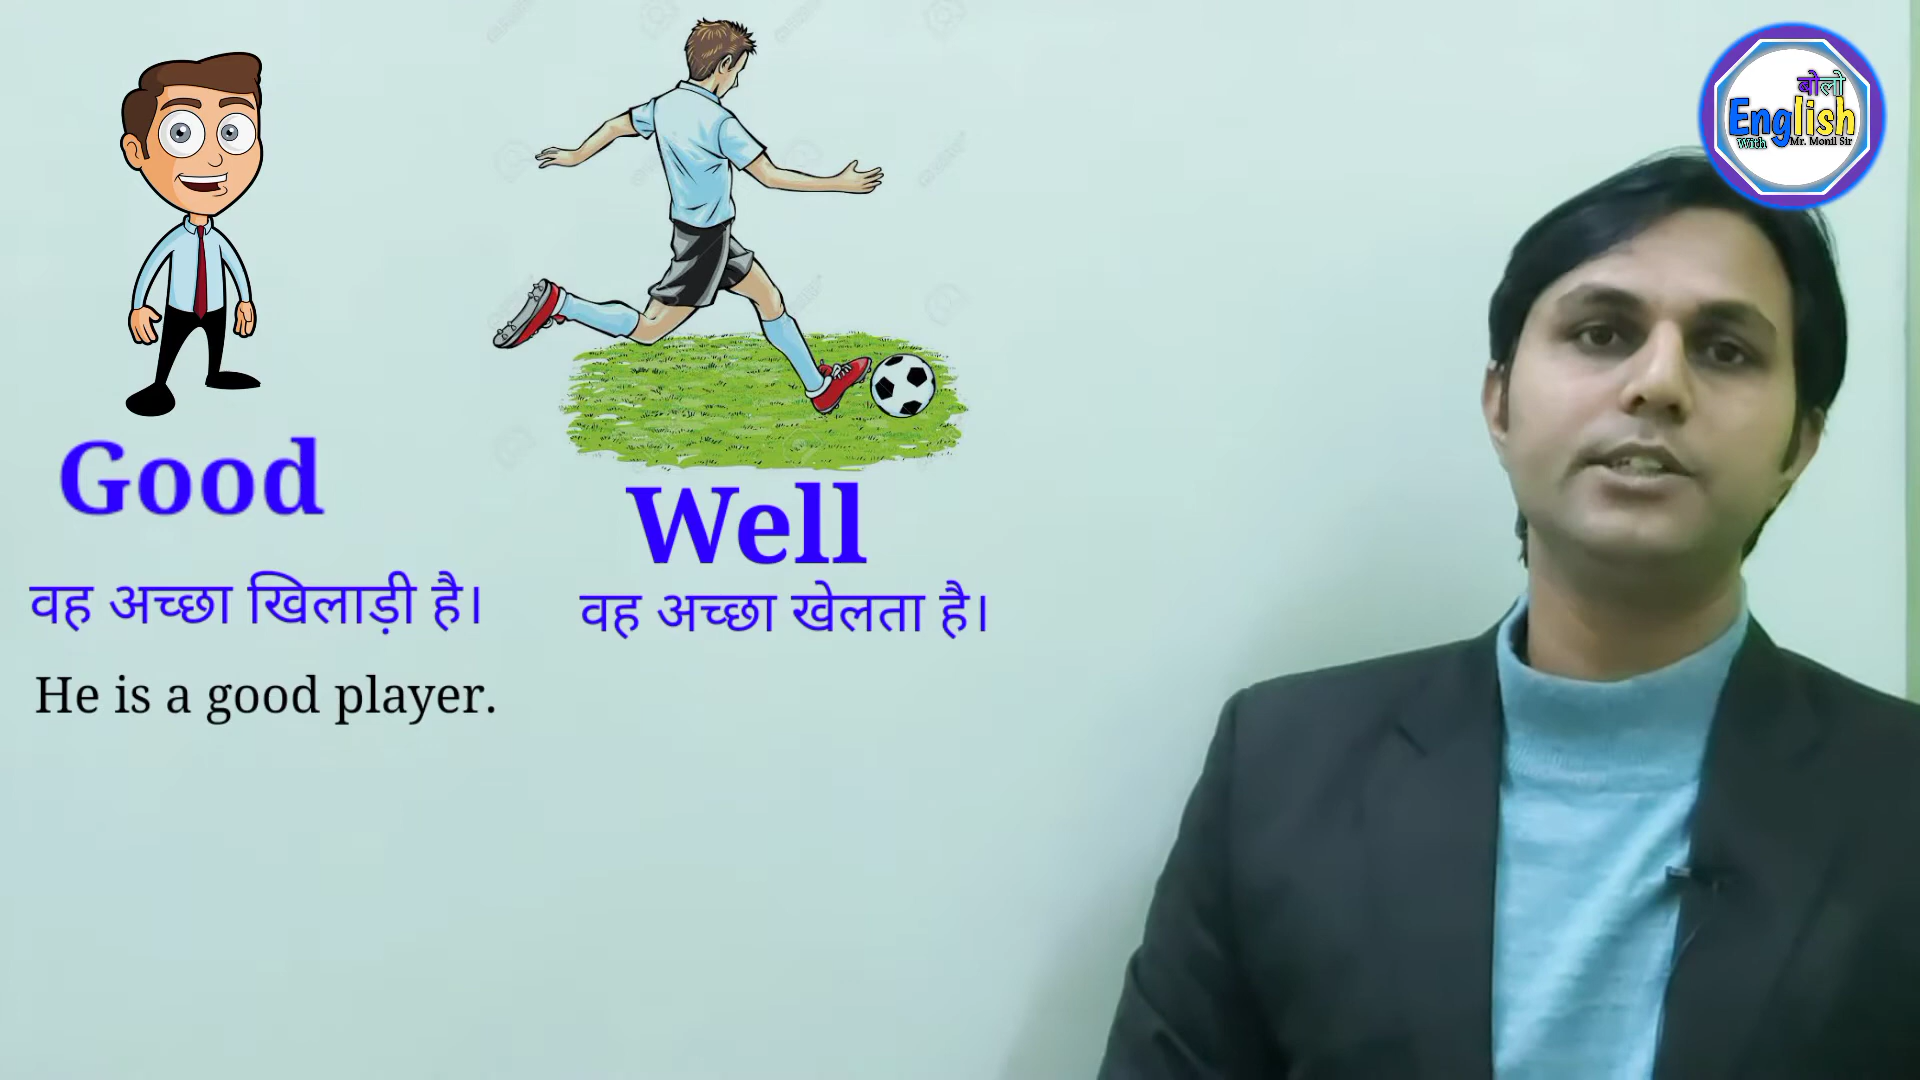 बोलो
English
With Mr. Monil Sir
Good
वह अच्छा खिलाड़ी है।
He is a good player.
Well
वह अच्छा खेलता है।